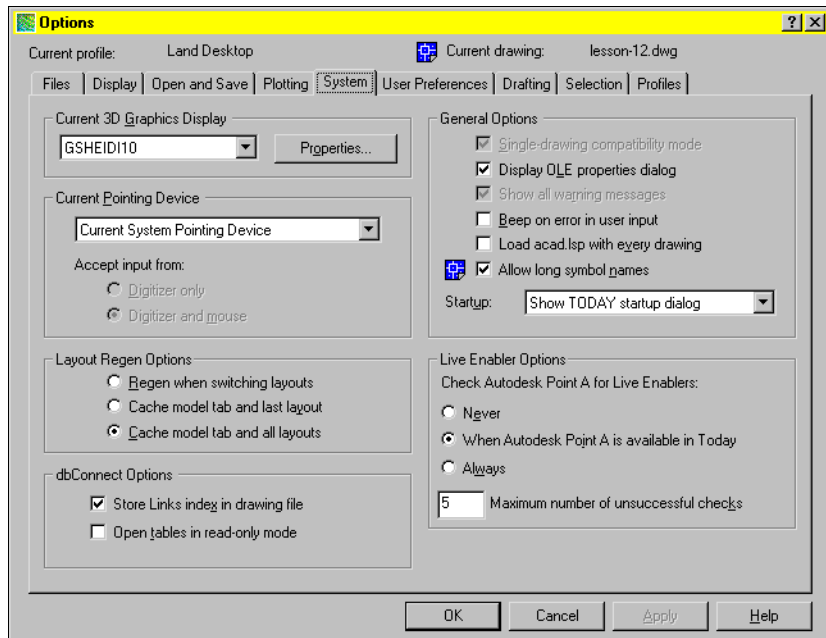 Options
Current profile: Land Desktop Current drawing: lesson-12.dwg
Files Display Open and Save Plotting System User Preferences Drafting Selection Profiles
Current 3D Graphics Display
GSHEIDI10 Properties...
Current Pointing Device
Current System Pointing Device
Accept input from:
Digitizer only
Digitizer and mouse
Layout Regen Options
Regen when switching layouts
Cache model tab and last layout
Cache model tab and all layouts
dbConnect Options
Store Links index in drawing file
Open tables in read-only mode
General Options
Single-drawing compatibility mode
Display OLE properties dialog
Show all warning messages
Beep on error in user input
Load acad.lsp with every drawing
Allow long symbol names
Startup: Show TODAY startup dialog
Live Enabler Options
Check Autodesk Point A for Live Enablers:
Never
When Autodesk Point A is available in Today
Always
5 Maximum number of unsuccessful checks
OK Cancel Apply Help